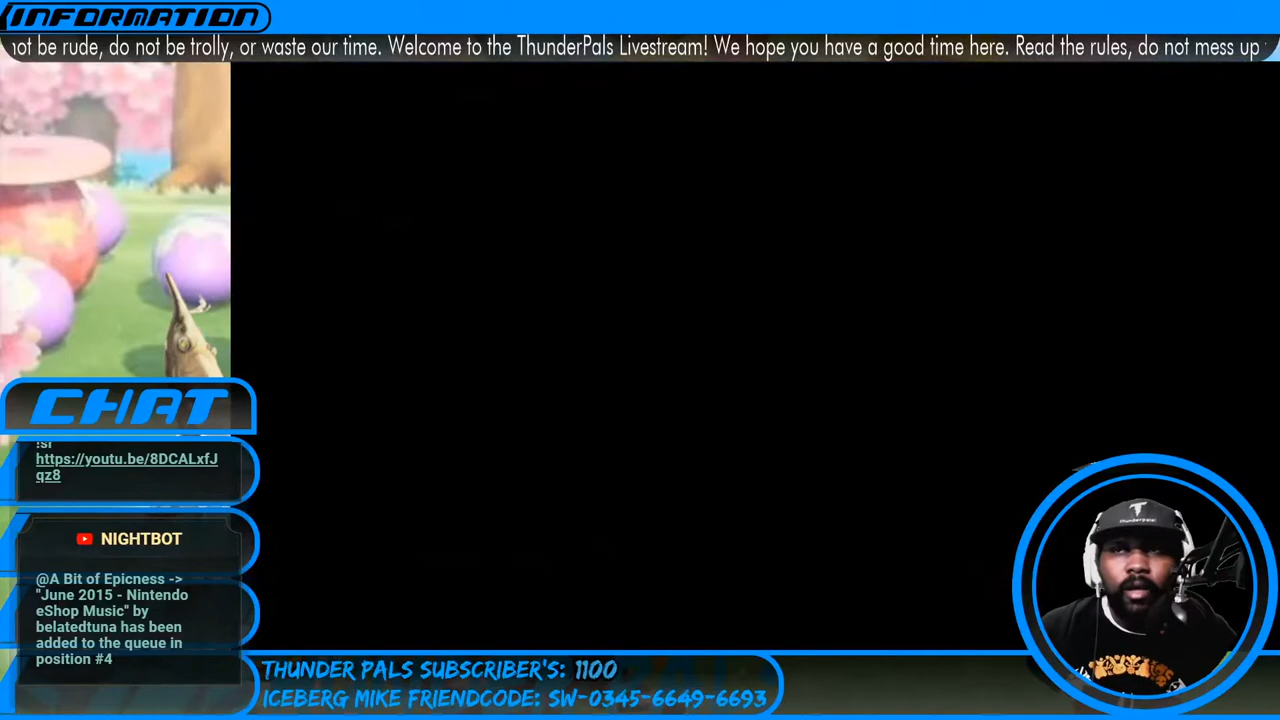 INFORMATION
not be rude, do not be trolly, or waste our time. Welcome to the ThunderPals Livestream! We hope you have a good time here. Read the rules, do not mess up
CHAT
!sr
https://youtu.be/8DCALxfJ
qz8
NIGHTBOT
@A Bit of Epicness ->
"June 2015 - Nintendo
eShop Music" by
belatedtuna has been
added to the queue in
position #4
Thunderpals
THUNDER PALS SUBSCRIBER'S: 1100
ICEBERG MIKE FRIENDCODE: SW-0345-6649-6693